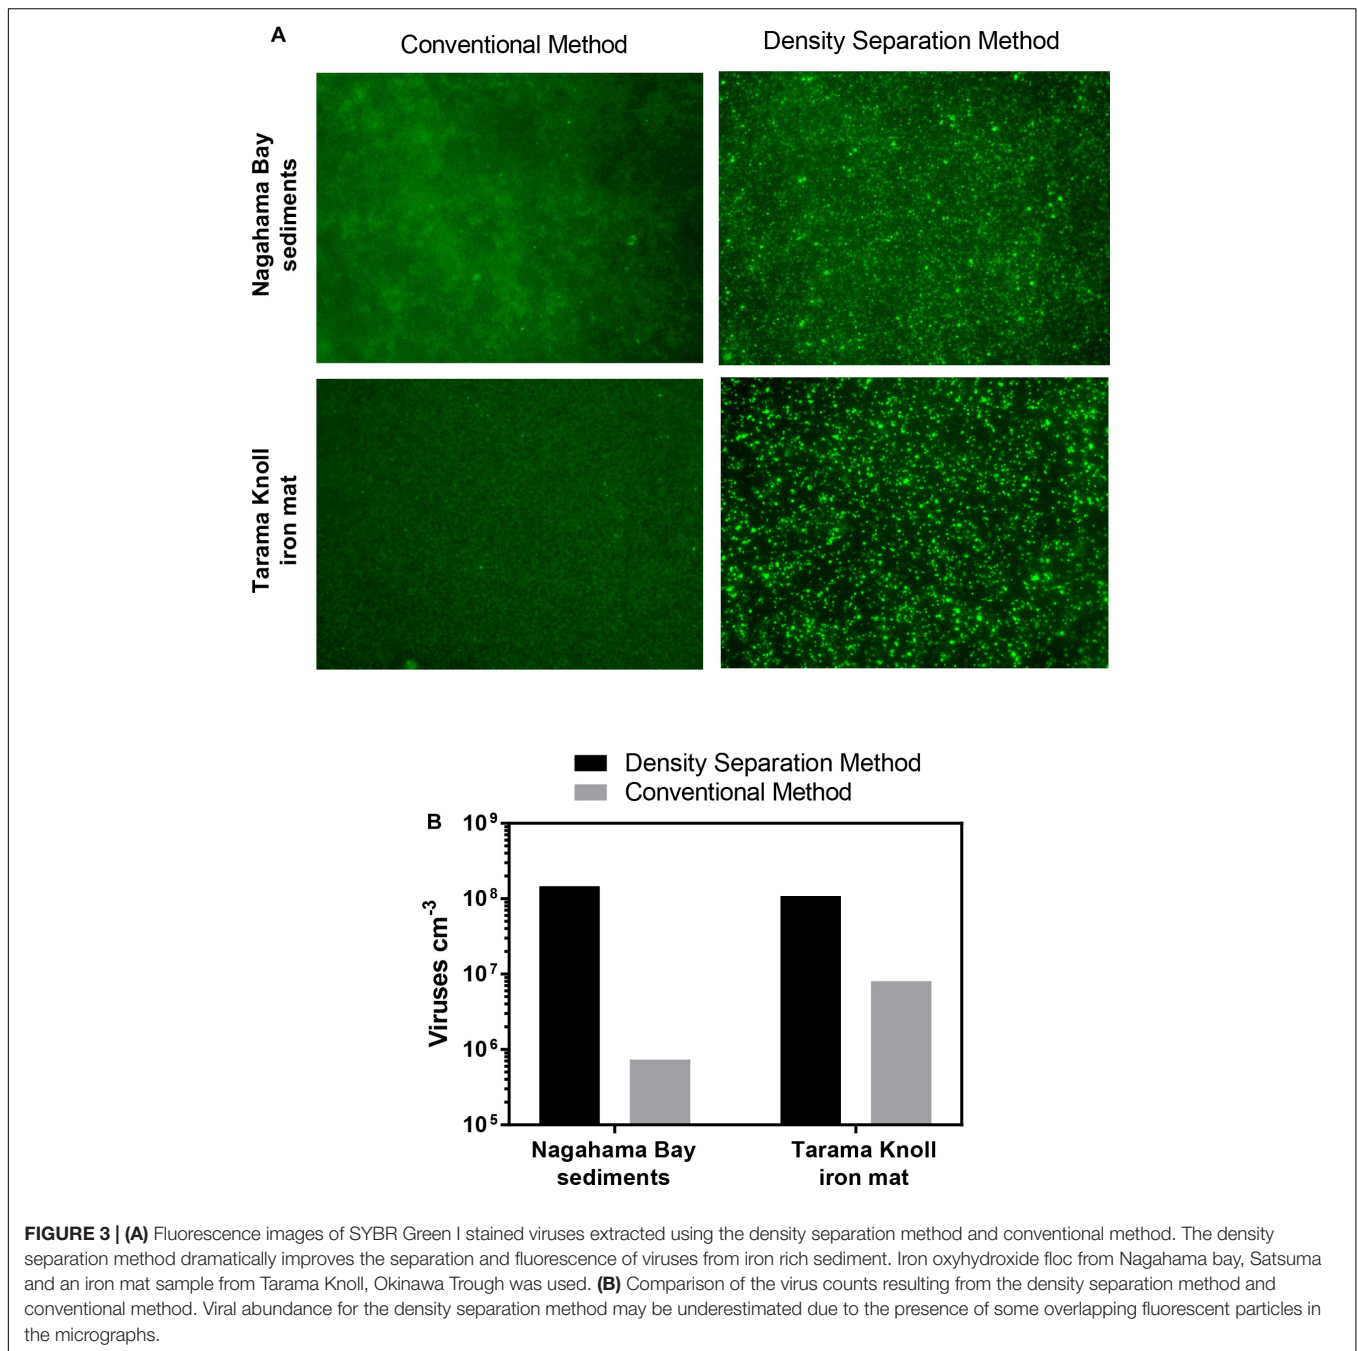 A
Conventional Method
Density Separation Method
Nagahama Bay
sediments
Tarama Knoll
iron mat
Density Separation Method
Conventional Method
B
10⁹
10⁸
10⁷
10⁶
10⁵
Viruses cm⁻³
Nagahama Bay
sediments
Tarama Knoll
iron mat
FIGURE 3 | (A) Fluorescence images of SYBR Green I stained viruses extracted using the density separation method and conventional method. The density
separation method dramatically improves the separation and fluorescence of viruses from iron rich sediment. Iron oxyhydroxide floc from Nagahama bay, Satsuma
and an iron mat sample from Tarama Knoll, Okinawa Trough was used. (B) Comparison of the virus counts resulting from the density separation method and
conventional method. Viral abundance for the density separation method may be underestimated due to the presence of some overlapping fluorescent particles in
the micrographs.